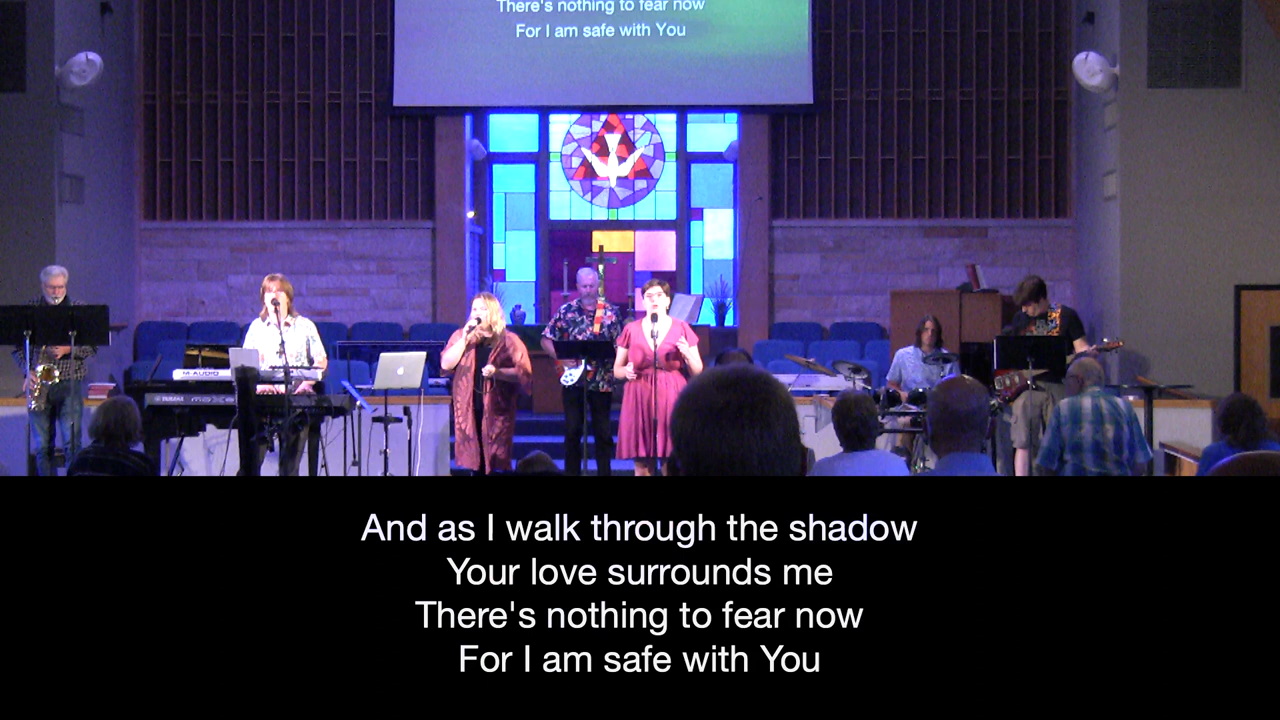 There's nothing to fear now
For I am safe with You
M-AUDIO
YAMAHA
And as I walk through the shadow
Your love surrounds me
There's nothing to fear now
For I am safe with You